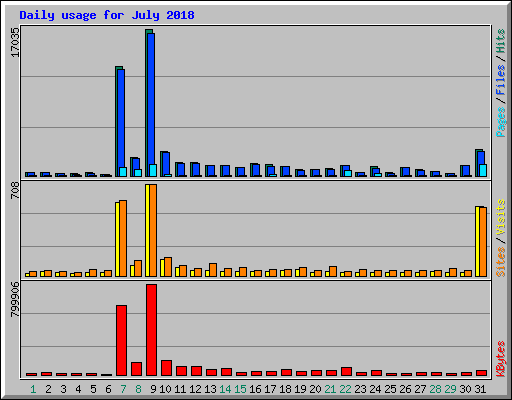 Daily usage for July 2018
17035
Pages / Files / Hits
708
Sites / Visits
799906
KBytes
1 2 3 4 5 6 7 8 9 10 11 12 13 14 15 16 17 18 19 20 21 22 23 24 25 26 27 28 29 30 31